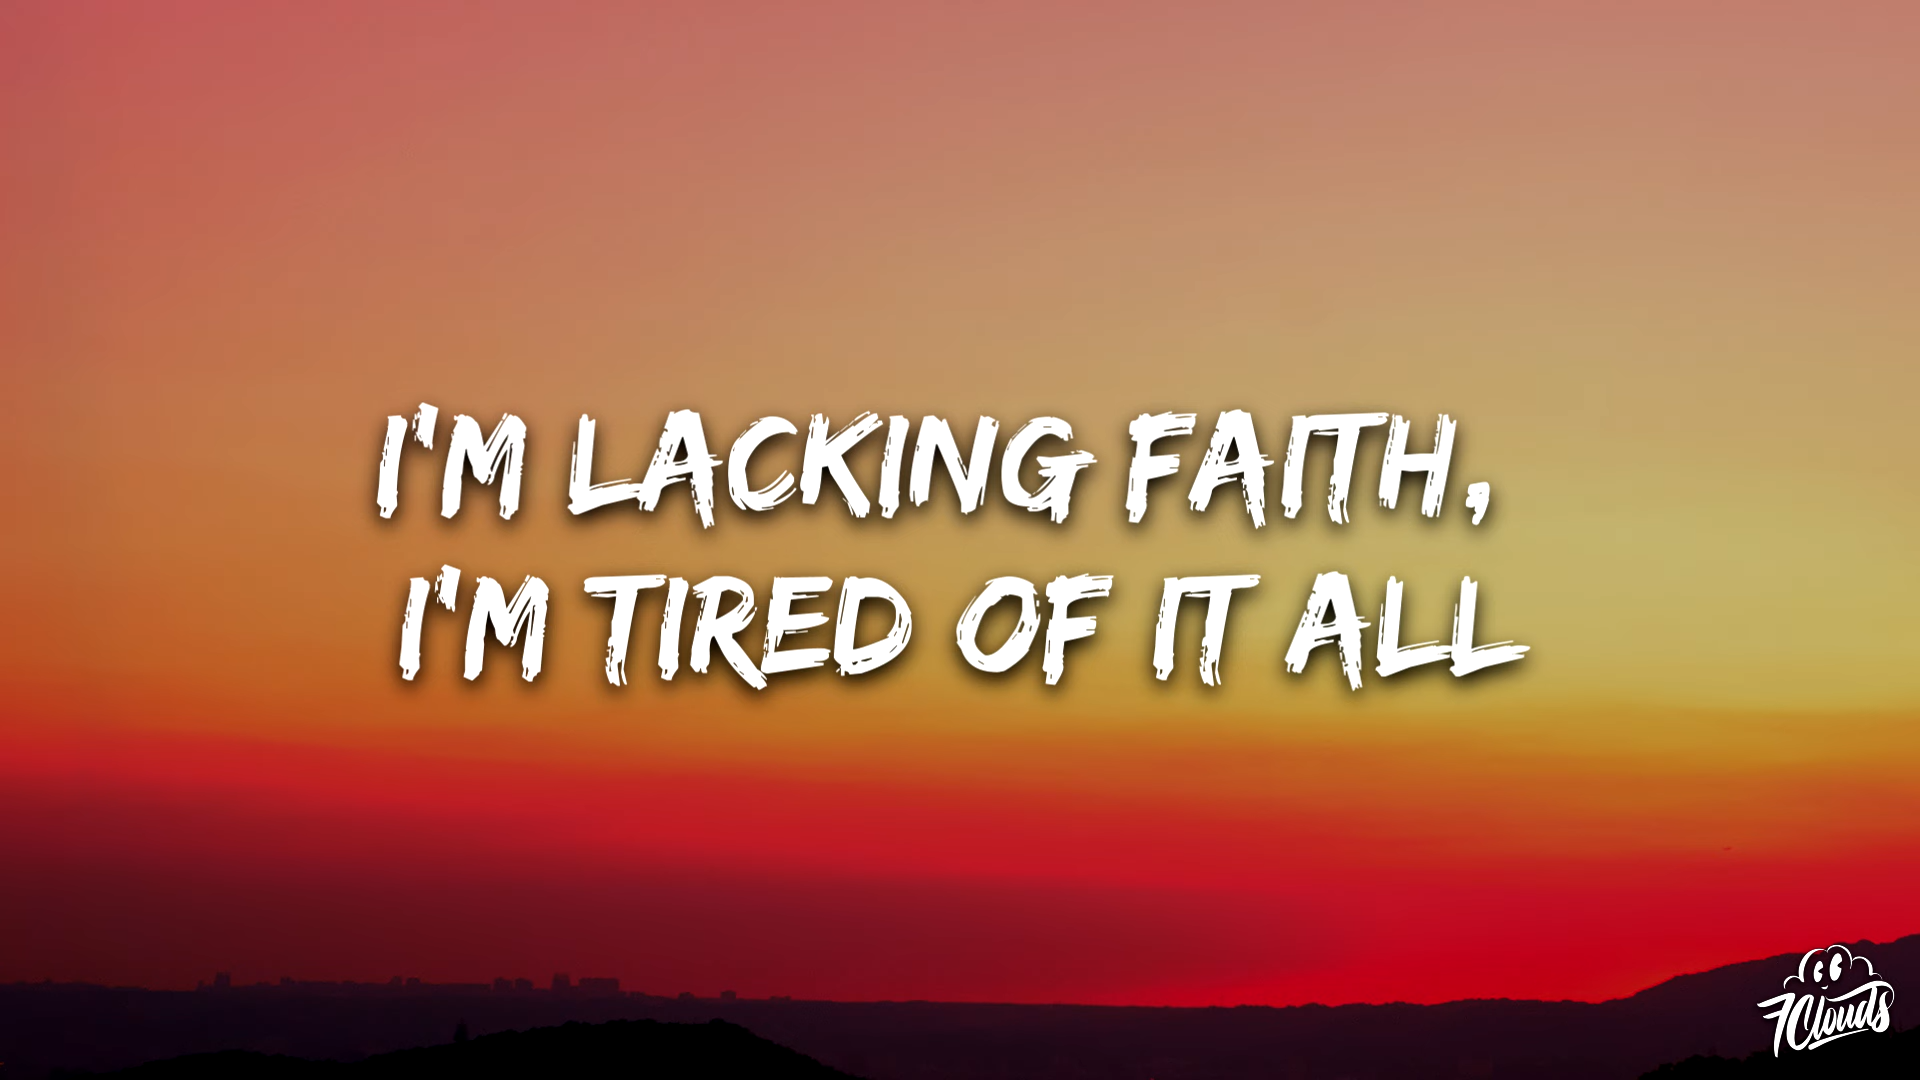 I'M LACKING FAITH,
I'M TIRED OF IT ALL
7clouds